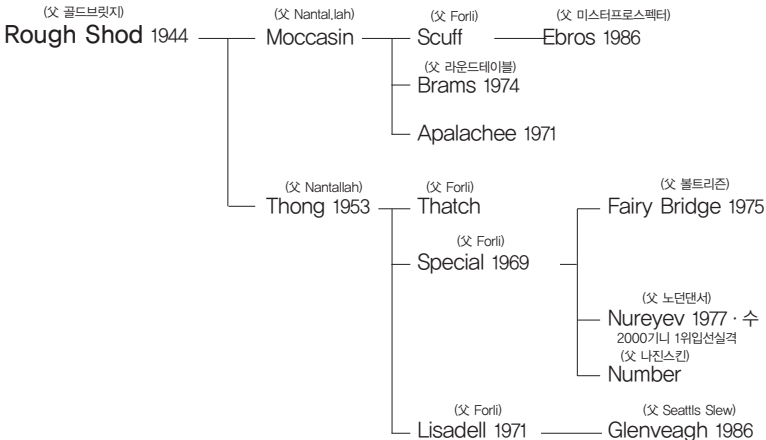 (父 골드브릿지)
Rough Shod 1944
(父 Nantal.lah)
Moccasin
(父 Forli)
Scuff
(父 미스터프로스펙터)
Ebros 1986
(父 라운드테이블)
Brams 1974
Apalachee 1971
(父 Nantallah)
Thong 1953
(父 Forli)
Thatch
(父 Forli)
Special 1969
(父 볼트리즌)
Fairy Bridge 1975
(父 노던댄서)
Nureyev 1977 · 수
2000기니 1위입선실격
(父 나진스킨)
Number
(父 Forli)
Lisadell 1971
(父 Seattls Slew)
Glenveagh 1986